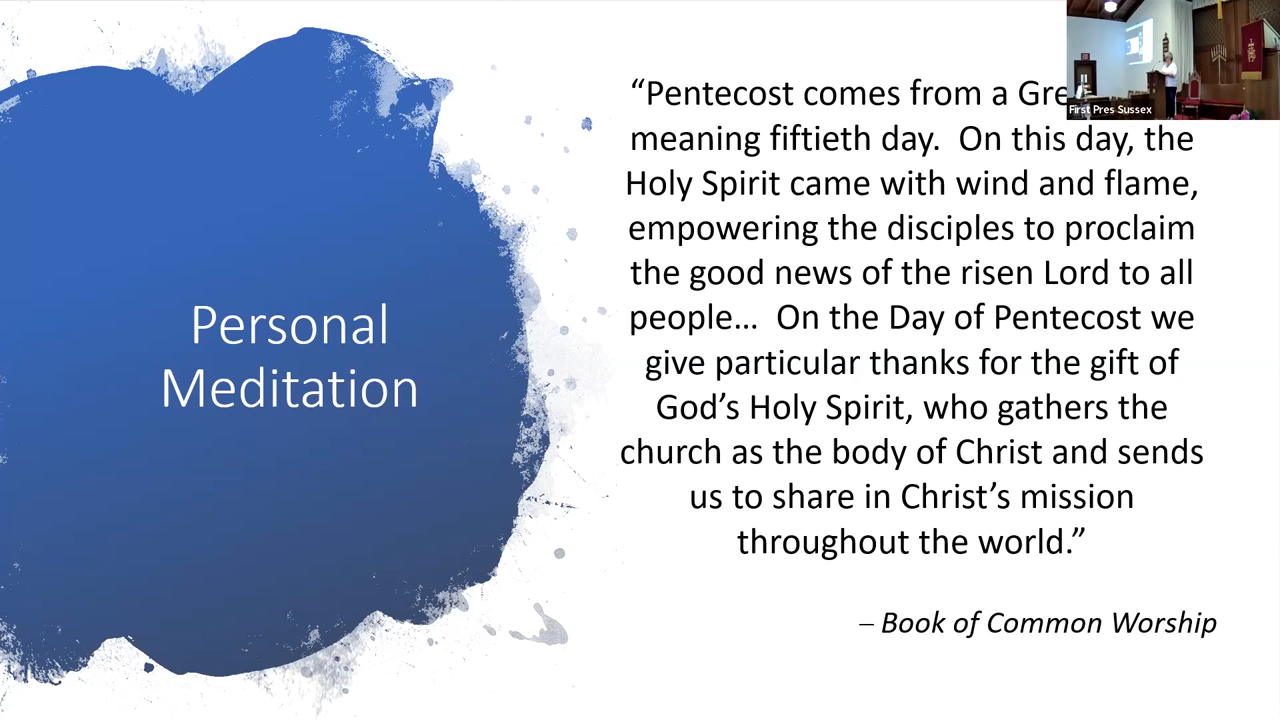 Personal
Meditation
“Pentecost comes from a Gre
meaning fiftieth day.  On this day, the
Holy Spirit came with wind and flame,
empowering the disciples to proclaim
the good news of the risen Lord to all
people…  On the Day of Pentecost we
give particular thanks for the gift of
God’s Holy Spirit, who gathers the
church as the body of Christ and sends
us to share in Christ’s mission
throughout the world.”
– Book of Common Worship
First Pres Sussex